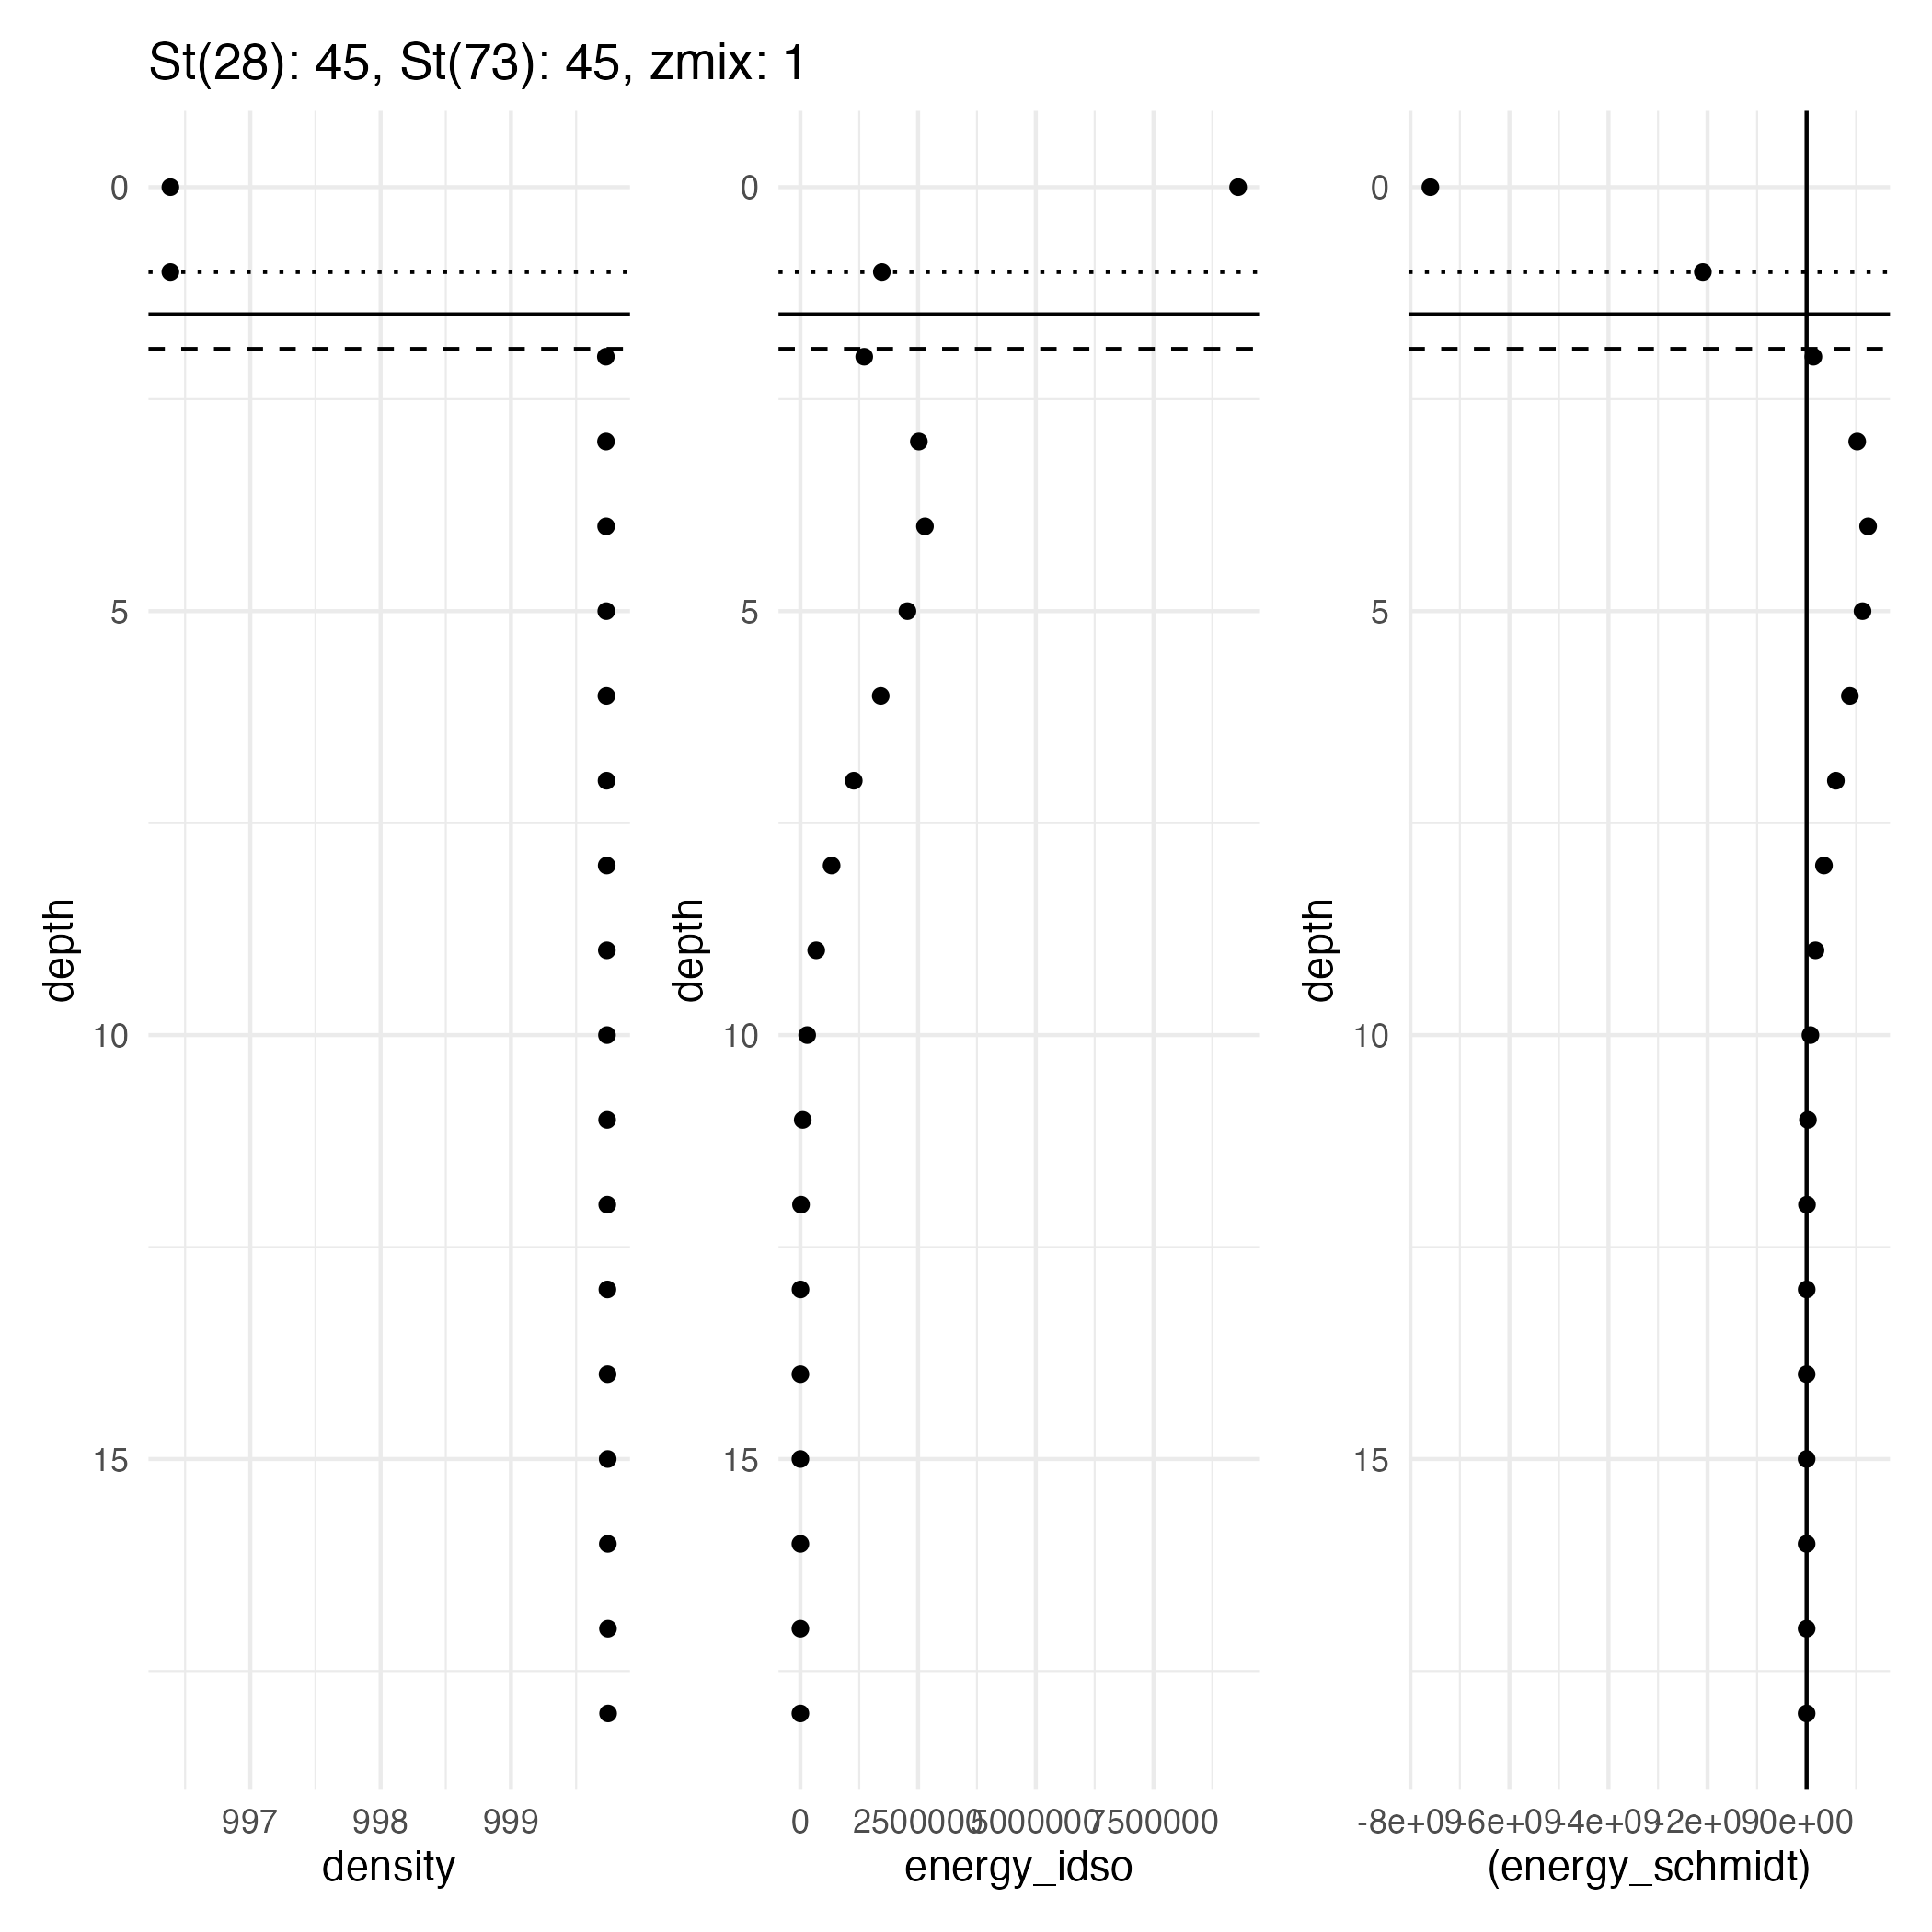 St(28): 45, St(73): 45, zmix: 1
depth
0
5
10
15
997 998 999
density
depth
0
5
10
15
0 2500000 5000000 7500000
energy_idso
depth
0
5
10
15
-8e+09 -6e+09 -4e+09 -2e+09 0e+00
(energy_schmidt)